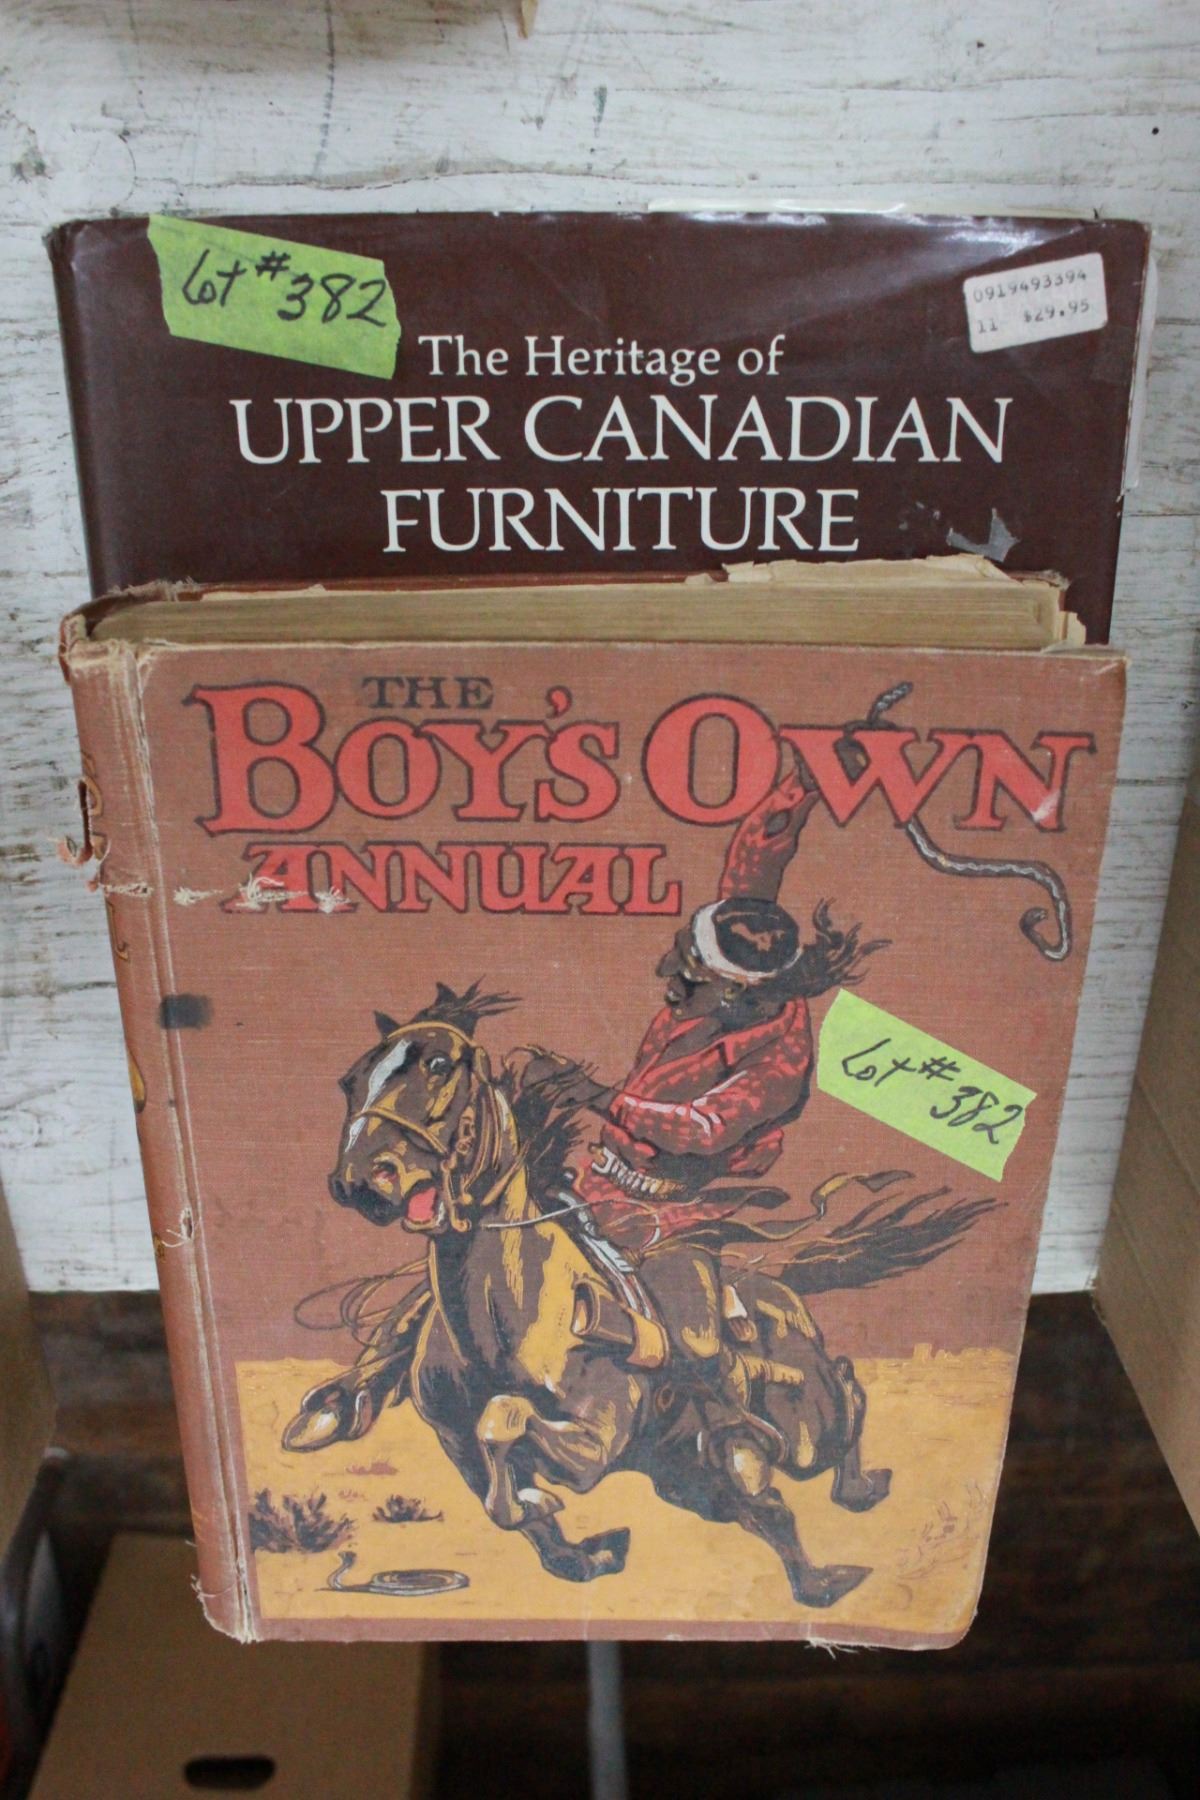 Lot #382
0919493394
11 $29.95
The Heritage of
UPPER CANADIAN
FURNITURE
THE
BOY'S OWN
ANNUAL
Lot #382